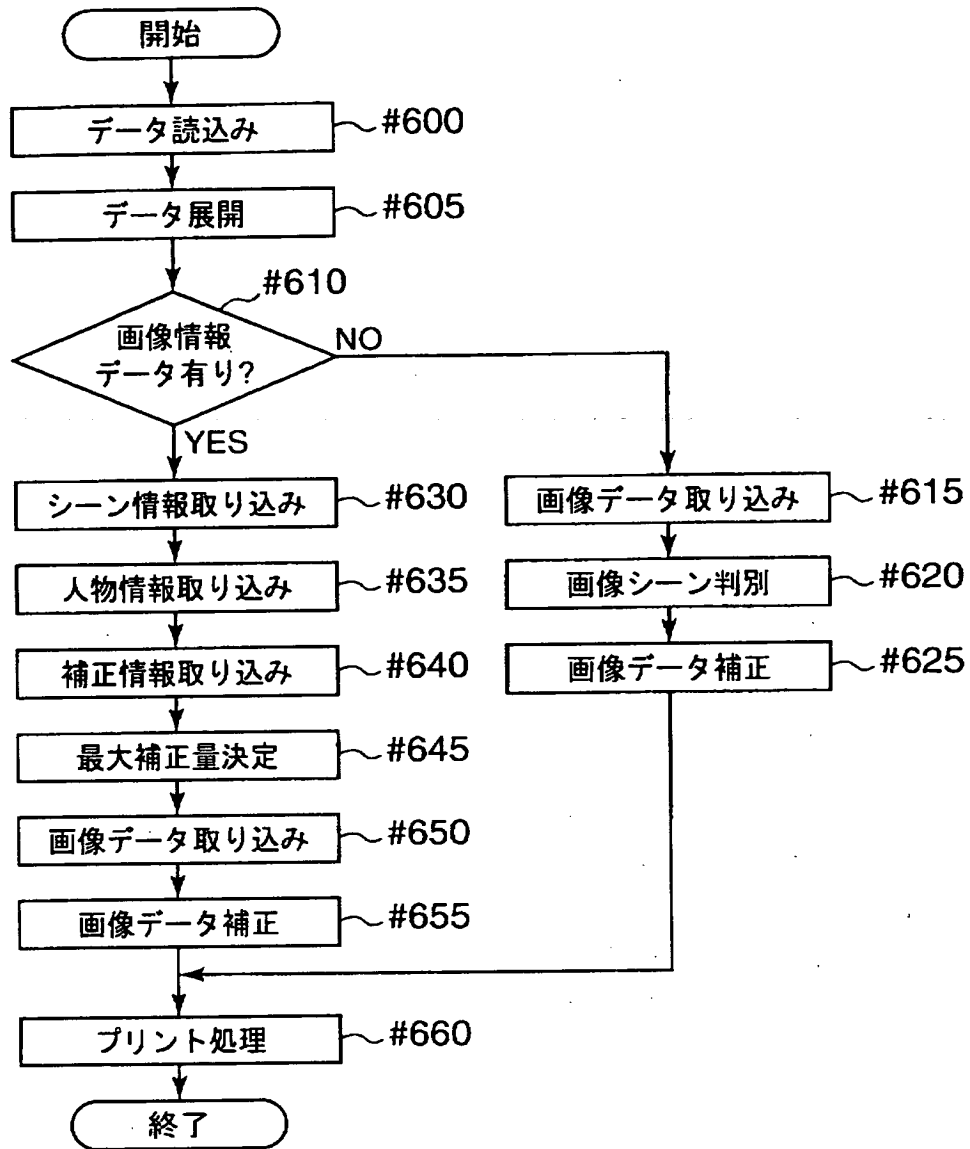 開始
データ読込み
#600
データ展開
#605
#610
画像情報
データ有り?
NO
YES
シーン情報取り込み
#630
人物情報取り込み
#635
補正情報取り込み
#640
最大補正量決定
#645
画像データ取り込み
#650
画像データ補正
#655
画像データ取り込み
#615
画像シーン判別
#620
画像データ補正
#625
プリント処理
#660
終了